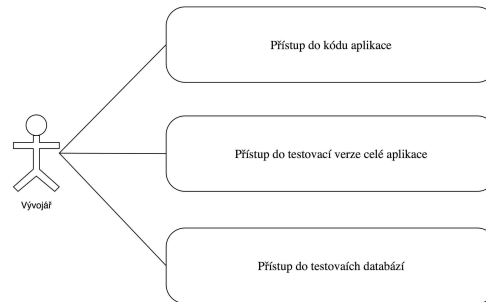 Přístup do kódu aplikace
Přístup do testovací verze celé aplikace
Vývojář
Přístup do testovaích databází